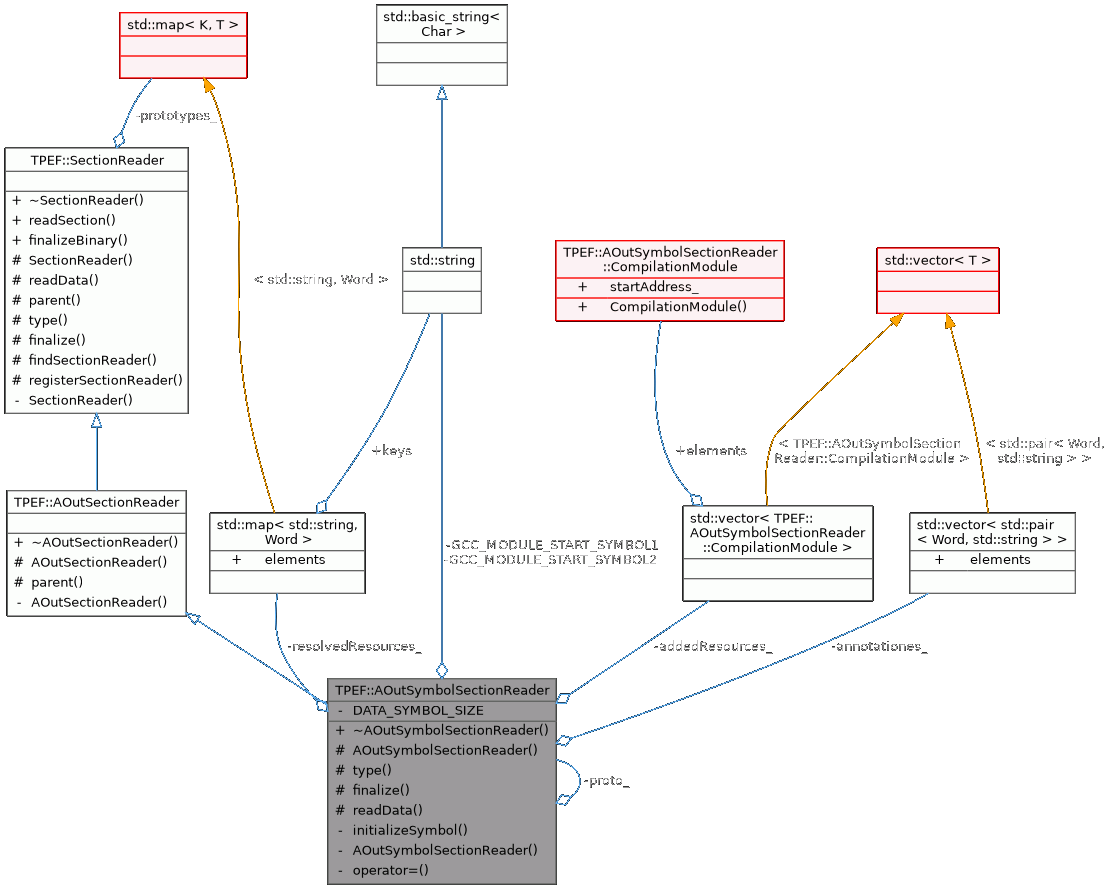 std::map< K, T >
std::basic_string<
Char >
-prototypes_
TPEF::SectionReader
+ ~SectionReader()
+ readSection()
+ finalizeBinary()
# SectionReader()
# readData()
# parent()
# type()
# finalize()
# findSectionReader()
# registerSectionReader()
- SectionReader()
< std::string, Word >
std::string
TPEF::AOutSymbolSectionReader
::CompilationModule
+ startAddress_
+ CompilationModule()
std::vector< T >
+keys
+elements
< TPEF::AOutSymbolSection
Reader::CompilationModule >
< std::pair< Word,
std::string > >
TPEF::AOutSectionReader
+ ~AOutSectionReader()
# AOutSectionReader()
# parent()
- AOutSectionReader()
std::map< std::string,
Word >
+ elements
-GCC_MODULE_START_SYMBOL1
-GCC_MODULE_START_SYMBOL2
std::vector< TPEF::
AOutSymbolSectionReader
::CompilationModule >
std::vector< std::pair
< Word, std::string > >
+ elements
-resolvedResources_
-addedResources_
-annotationes_
TPEF::AOutSymbolSectionReader
- DATA_SYMBOL_SIZE
+ ~AOutSymbolSectionReader()
# AOutSymbolSectionReader()
# type()
# finalize()
# readData()
- initializeSymbol()
- AOutSymbolSectionReader()
- operator=()
-proto_